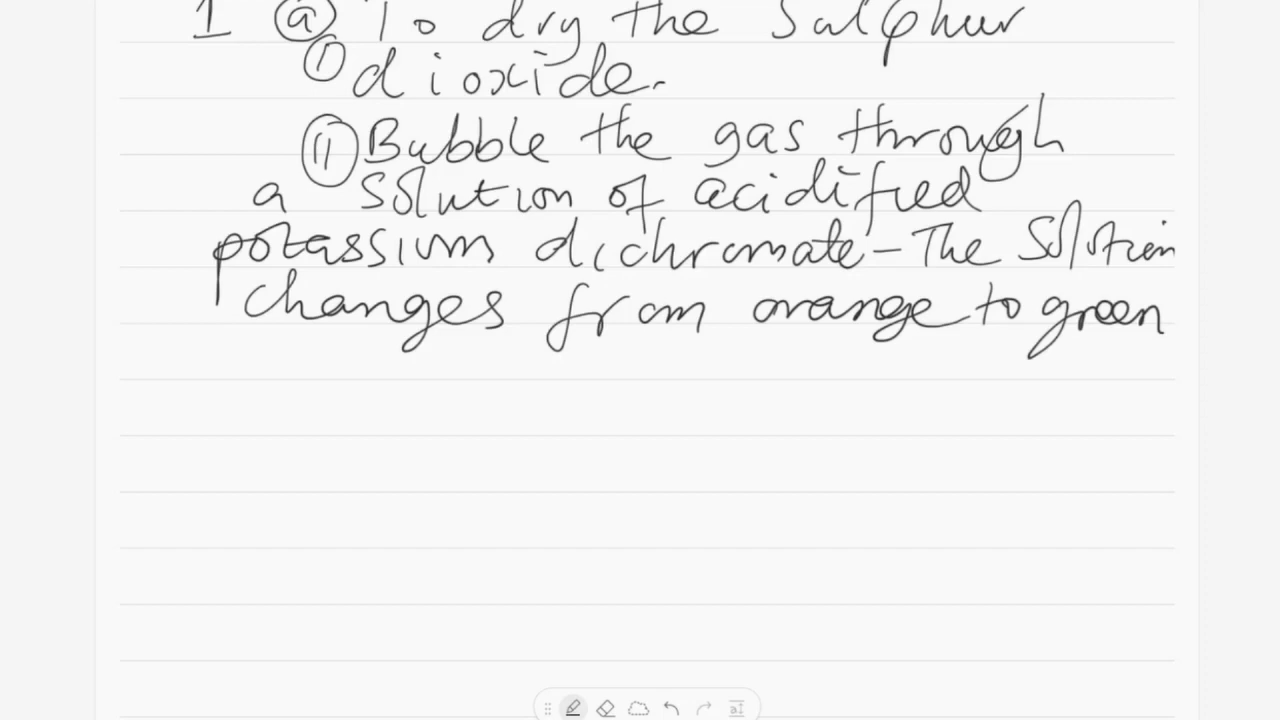 1 (a) To dry the Sulphur
(i) dioxide.
(ii) Bubble the gas through
a solution of acidified
potassium dichromate - The Solution
changes from orange to green